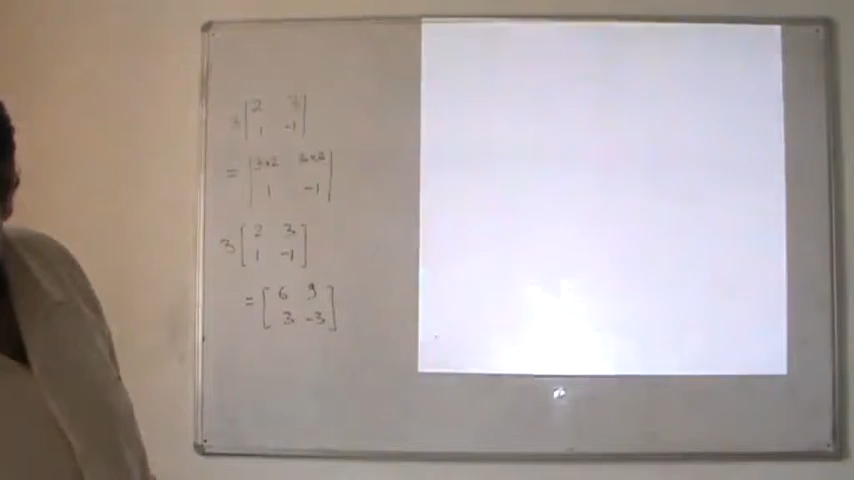 3 | 2 3 |
| 1 -1 |
= | 3×2 3×3 |
| 1 -1 |
3 [ 2 3 ]
[ 1 -1 ]
= [ 6 9 ]
[ 3 -3 ]